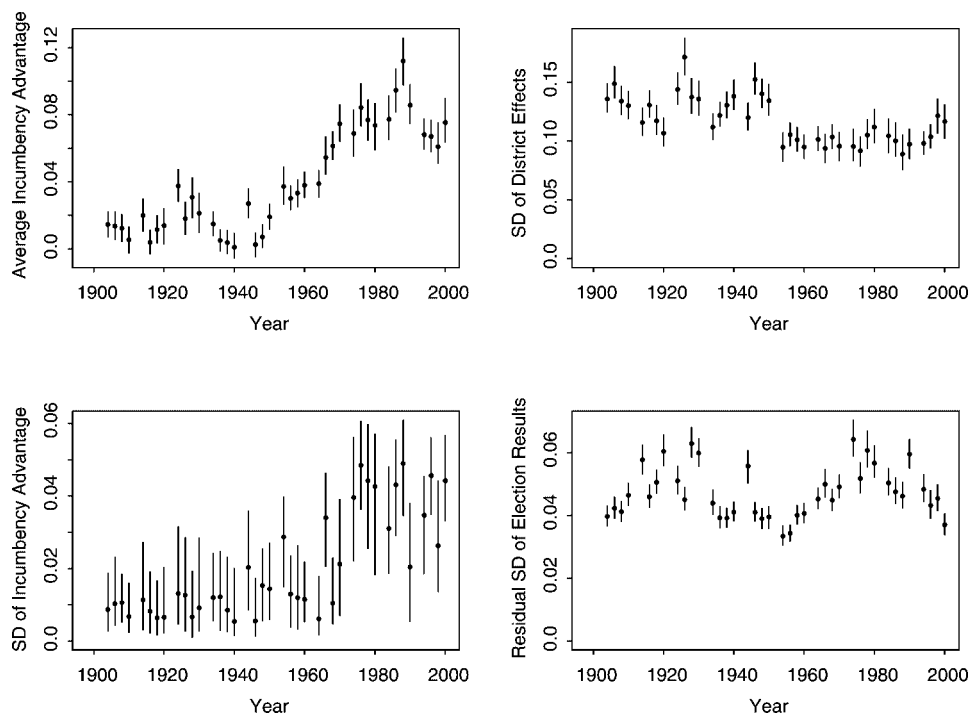 Average Incumbency Advantage
0.12
0.08
0.04
0.0
1900 1920 1940 1960 1980 2000
Year
SD of District Effects
0.15
0.10
0.05
0.0
1900 1920 1940 1960 1980 2000
Year
SD of Incumbency Advantage
0.06
0.04
0.02
0.0
1900 1920 1940 1960 1980 2000
Year
Residual SD of Election Results
0.06
0.04
0.02
0.0
1900 1920 1940 1960 1980 2000
Year